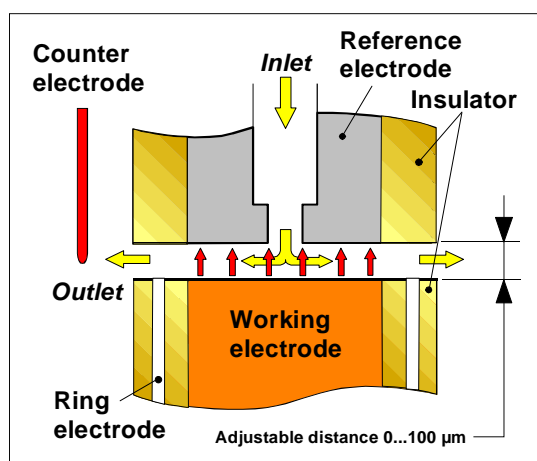 Counter
electrode
Inlet
Reference
electrode
Insulator
Outlet
Working
electrode
Ring
electrode
Adjustable distance 0...100 µm